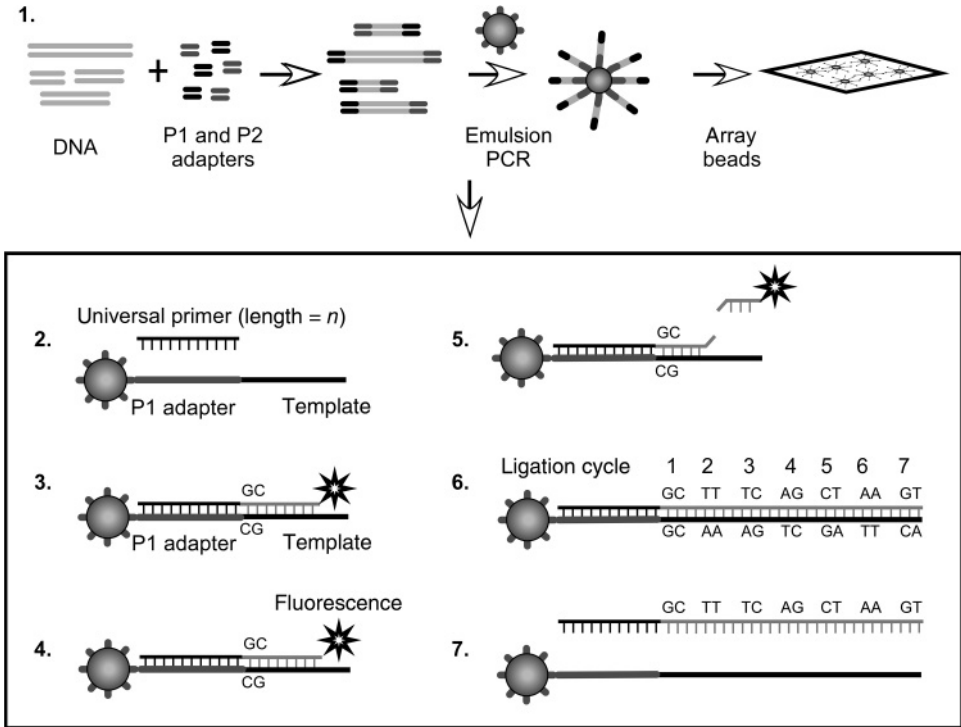 1.
DNA
P1 and P2
adapters
Emulsion
PCR
Array
beads
2.
Universal primer (length = n)
P1 adapter
Template
3.
GC
CG
P1 adapter
Template
4.
Fluorescence
GC
CG
5.
GC
CG
6.
Ligation cycle 1 2 3 4 5 6 7
GC TT TC AG CT AA GT
GC AA AG TC GA TT CA
7.
GC TT TC AG CT AA GT